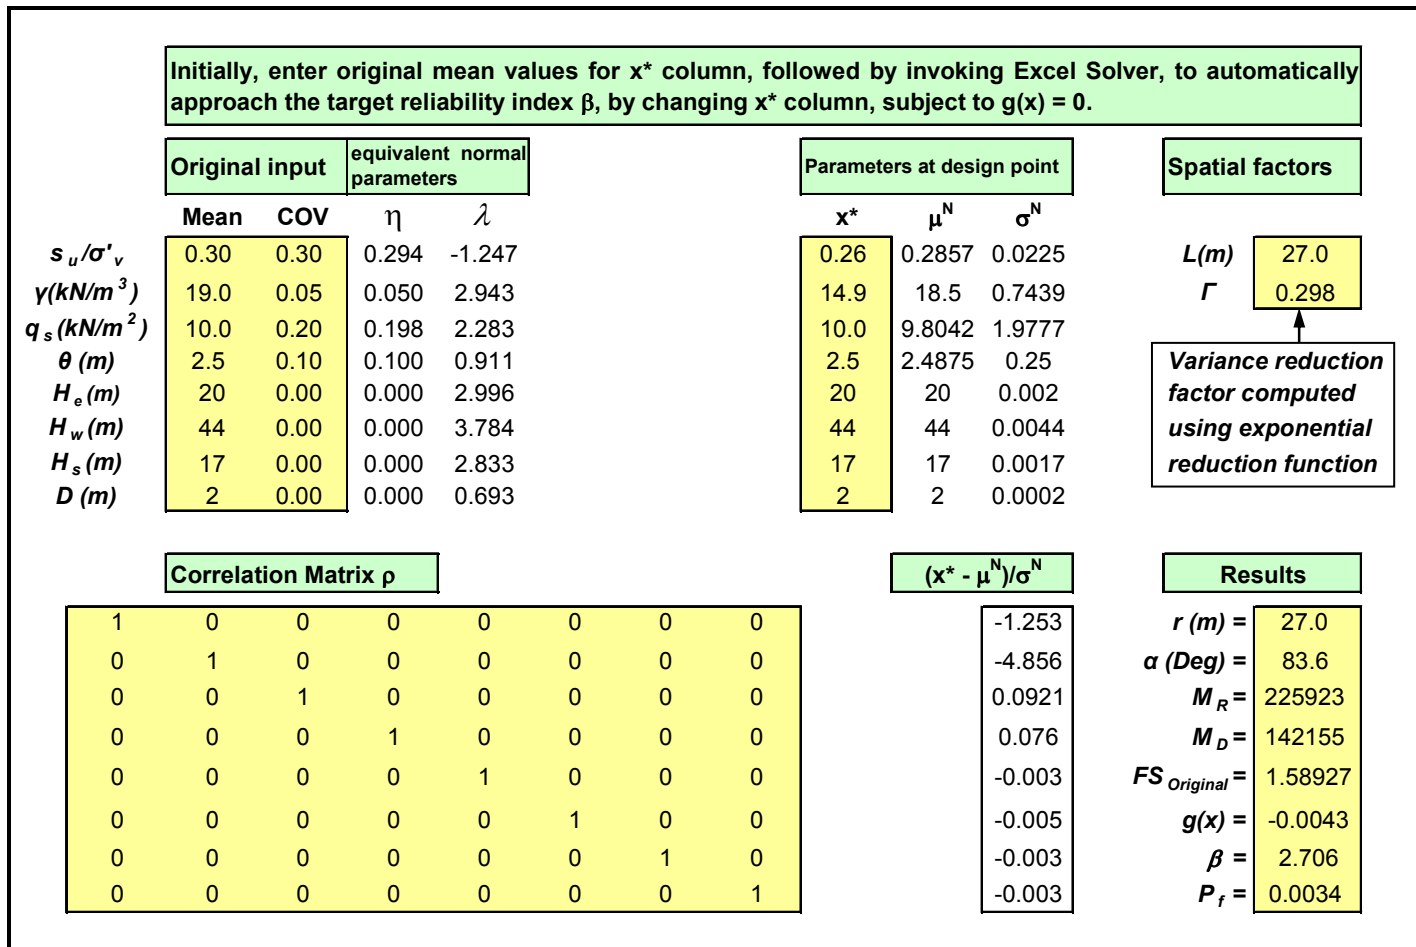 Initially, enter original mean values for x* column, followed by invoking Excel Solver, to automatically
approach the target reliability index β, by changing x* column, subject to g(x) = 0.
Original input equivalent normal parameters Parameters at design point Spatial factors
Mean COV η λ x* μᴺ σᴺ
s u /σ' v 0.30 0.30 0.294 -1.247 0.26 0.2857 0.0225 L(m) 27.0
γ(kN/m 3 ) 19.0 0.05 0.050 2.943 14.9 18.5 0.7439 Γ 0.298
q s (kN/m 2 ) 10.0 0.20 0.198 2.283 10.0 9.8042 1.9777
θ (m) 2.5 0.10 0.100 0.911 2.5 2.4875 0.25 Variance reduction
H e (m) 20 0.00 0.000 2.996 20 20 0.002 factor computed
H w (m) 44 0.00 0.000 3.784 44 44 0.0044 using exponential
H s (m) 17 0.00 0.000 2.833 17 17 0.0017 reduction function
D (m) 2 0.00 0.000 0.693 2 2 0.0002
Correlation Matrix ρ (x* - μᴺ)/σᴺ Results
1 0 0 0 0 0 0 0 -1.253 r (m) = 27.0
0 1 0 0 0 0 0 0 -4.856 α (Deg) = 83.6
0 0 1 0 0 0 0 0 0.0921 M R = 225923
0 0 0 1 0 0 0 0 0.076 M D = 142155
0 0 0 0 1 0 0 0 -0.003 FS Original = 1.58927
0 0 0 0 0 1 0 0 -0.005 g(x) = -0.0043
0 0 0 0 0 0 1 0 -0.003 β = 2.706
0 0 0 0 0 0 0 1 -0.003 P f = 0.0034